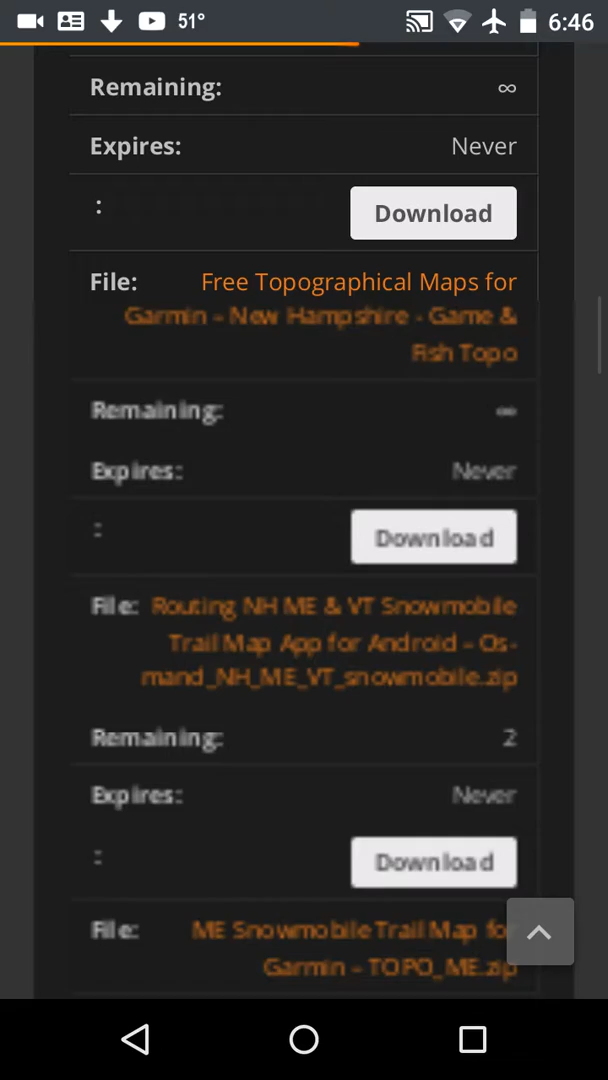 51° 6:46
Remaining: ∞
Expires: Never
: Download
File: Free Topographical Maps for
Garmin – New Hampshire - Game &
Fish Topo
Remaining: ∞
Expires: Never
: Download
File: Routing NH ME & VT Snowmobile
Trail Map App for Android – Os-
mand_NH_ME_VT_snowmobile.zip
Remaining: 2
Expires: Never
: Download
File: ME Snowmobile Trail Map for
Garmin – TOPO_ME.zip